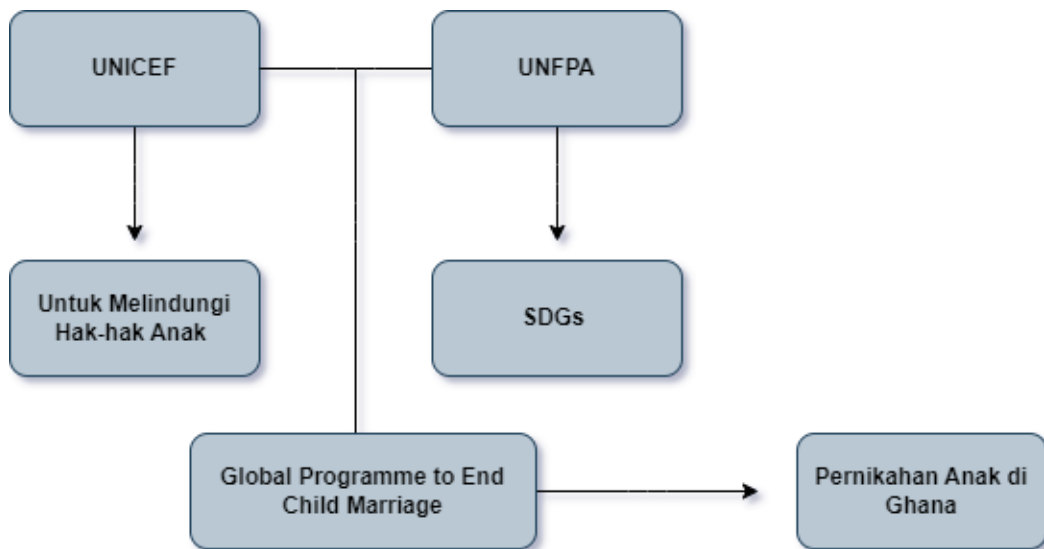 UNICEF
UNFPA
Untuk Melindungi
Hak-hak Anak
SDGs
Global Programme to End
Child Marriage
Pernikahan Anak di
Ghana